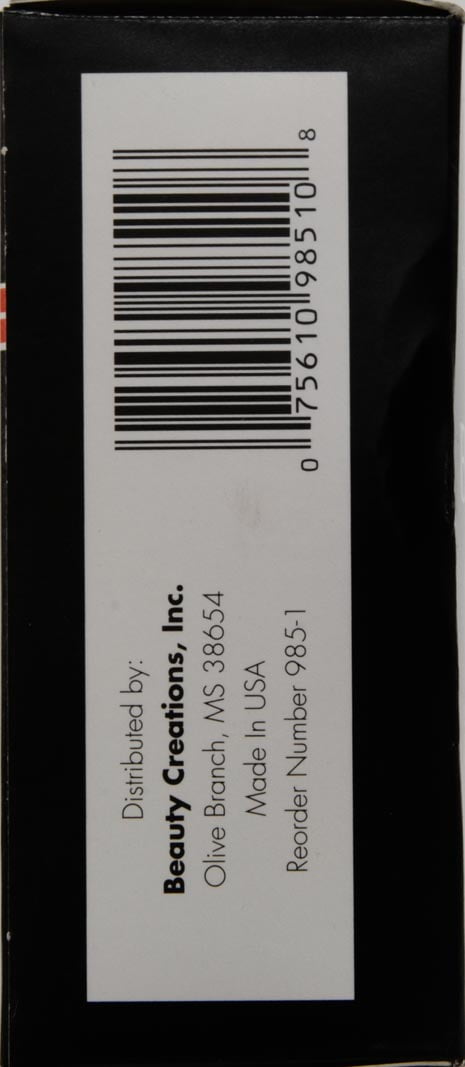 Distributed by:
Beauty Creations, Inc.
Olive Branch, MS 38654
Made In USA
Reorder Number 985-1
0 75610 98510 8